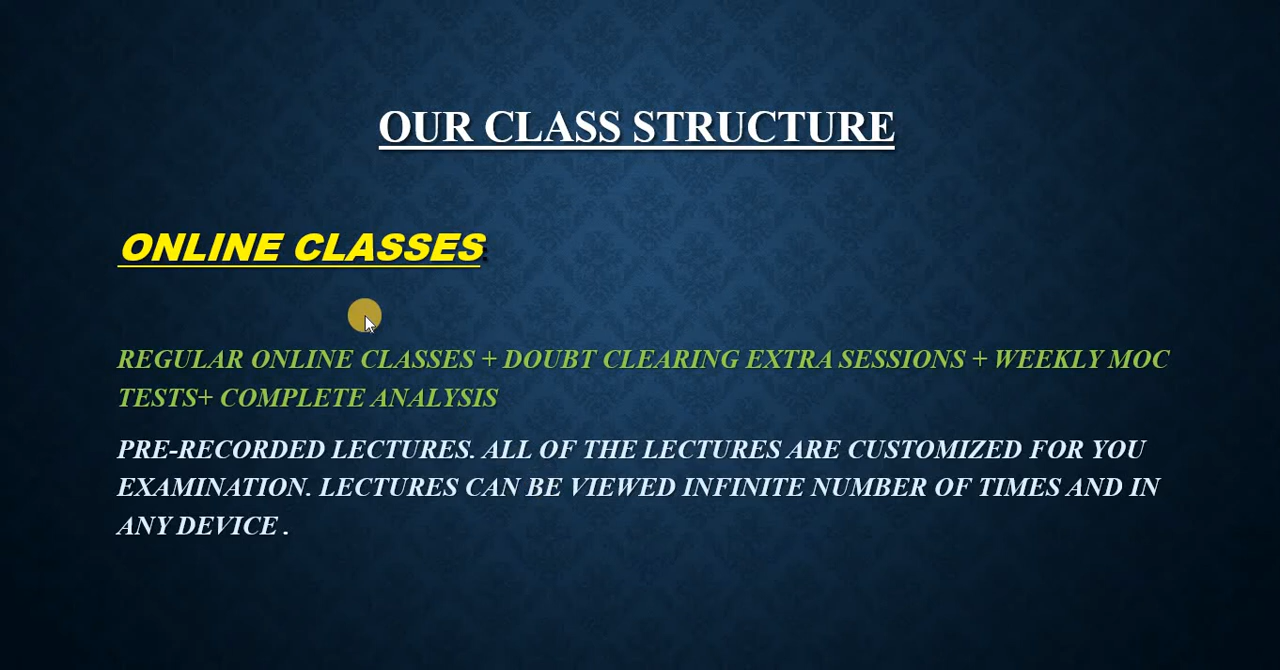 OUR CLASS STRUCTURE
ONLINE CLASSES
REGULAR ONLINE CLASSES + DOUBT CLEARING EXTRA SESSIONS + WEEKLY MOC
TESTS+ COMPLETE ANALYSIS
PRE-RECORDED LECTURES. ALL OF THE LECTURES ARE CUSTOMIZED FOR YOU
EXAMINATION. LECTURES CAN BE VIEWED INFINITE NUMBER OF TIMES AND IN
ANY DEVICE .